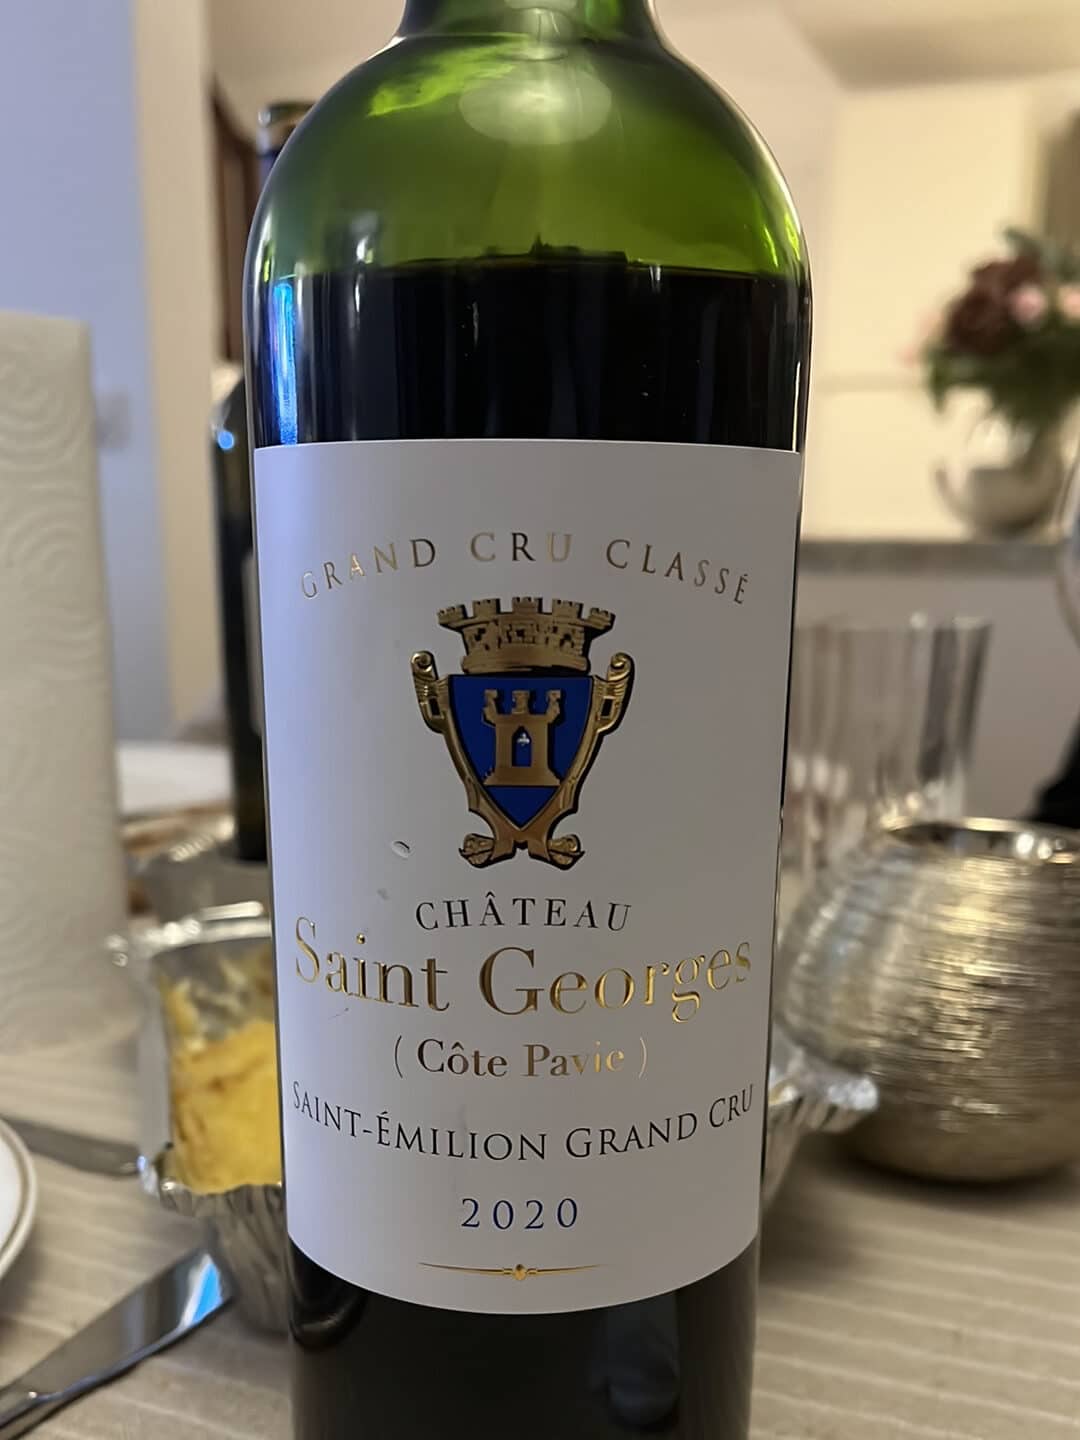 GRAND CRU CLASSÉ
CHÂTEAU
Saint Georges
( Côte Pavie )
SAINT-ÉMILION GRAND CRU
2020